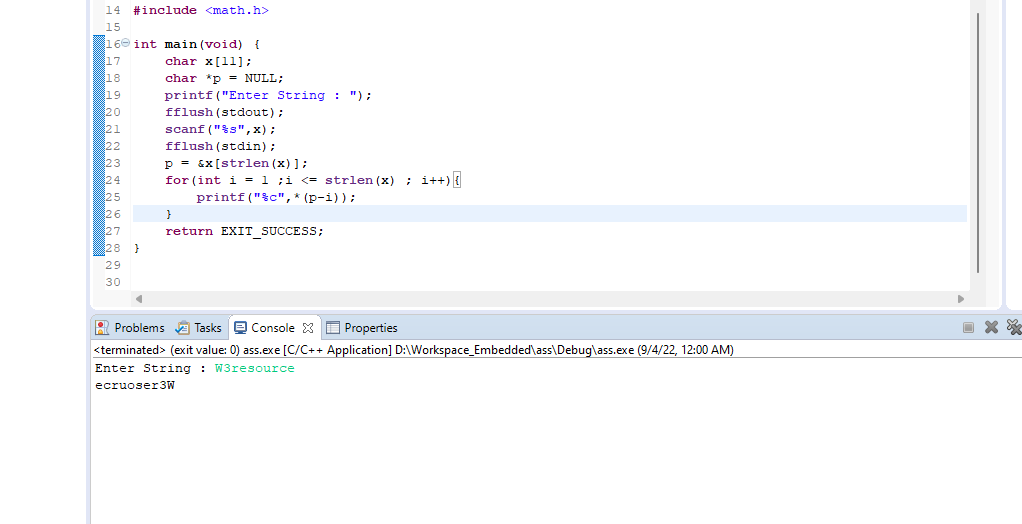 14 #include <math.h>
15
16 int main(void) {
17 char x[11];
18 char *p = NULL;
19 printf("Enter String : ");
20 fflush(stdout);
21 scanf("%s",x);
22 fflush(stdin);
23 p = &x[strlen(x)];
24 for(int i = 1 ;i <= strlen(x) ; i++){
25 printf("%c",*(p-i));
26 }
27 return EXIT_SUCCESS;
28 }
29
30
Problems Tasks Console Properties
<terminated> (exit value: 0) ass.exe [C/C++ Application] D:\Workspace_Embedded\ass\Debug\ass.exe (9/4/22, 12:00 AM)
Enter String : W3resource
ecruoser3W